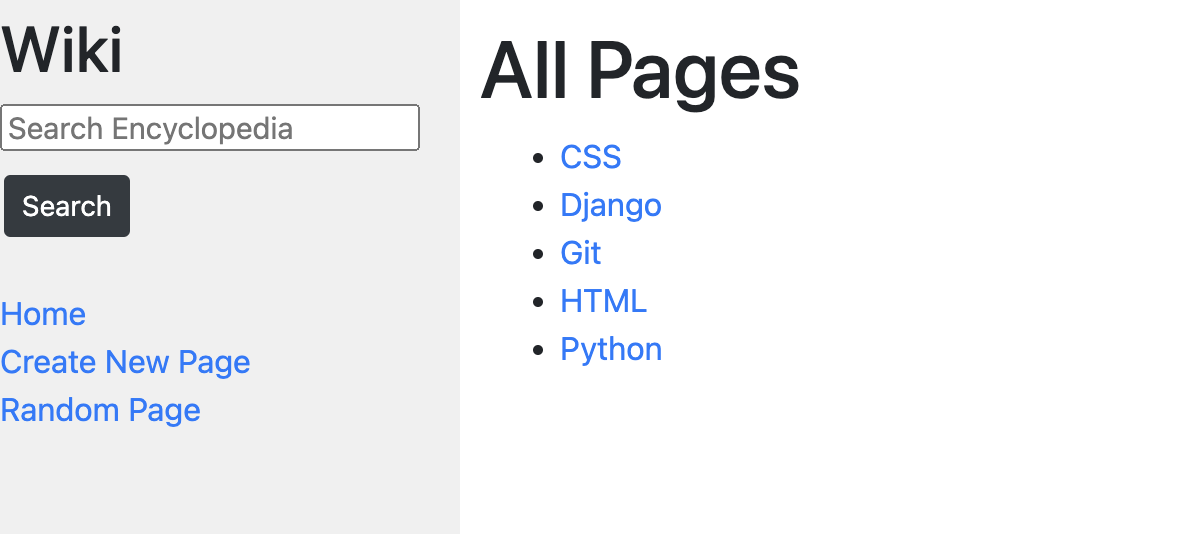 Wiki
Search Encyclopedia
Search
Home
Create New Page
Random Page
All Pages
CSS
Django
Git
HTML
Python